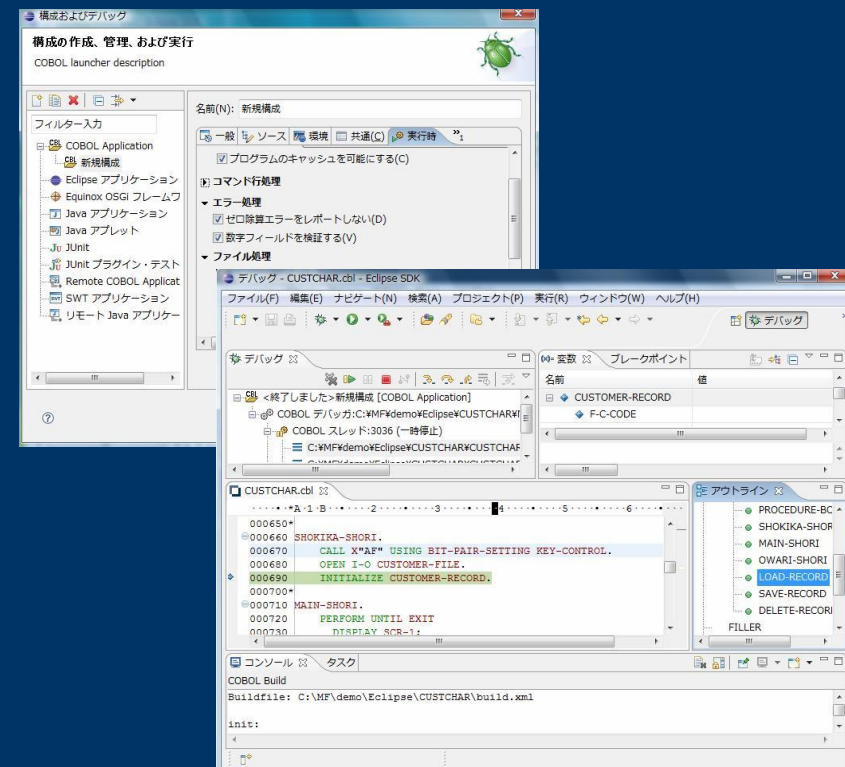 構成およびデバッグ
構成の作成、管理、および実行
COBOL launcher description
フィルター入力
COBOL Application
新規構成
Eclipse アプリケーション
Equinox OSGi フレームワ
Java アプリケーション
Java アプレット
JUnit
JUnit プラグイン・テスト
Remote COBOL Applicat
SWT アプリケーション
リモート Java アプリケー
名前(N): 新規構成
一般 ソース 環境 共通(C) 実行時 »1
プログラムのキャッシュを可能にする(C)
コマンド行処理
エラー処理
ゼロ除算エラーをレポートしない(D)
数字フィールドを検証する(V)
ファイル処理
デバッグ - CUSTCHAR.cbl - Eclipse SDK
ファイル(F) 編集(E) ナビゲート(N) 検索(A) プロジェクト(P) 実行(R) ウィンドウ(W) ヘルプ(H)
デバッグ
デバッグ
<終了しました>新規構成 [COBOL Application]
COBOL デバッガ:C:¥MF¥demo¥Eclipse¥CUSTCHAR¥
COBOL スレッド:3036 (一時停止)
C:¥MF¥demo¥Eclipse¥CUSTCHAR¥CUSTCHAR
C:¥MF¥demo¥Eclipse¥CUSTCHAR¥CUSTCHAR
変数 ブレークポイント
名前 値
CUSTOMER-RECORD
F-C-CODE
CUSTCHAR.cbl
*A·1·B··•····2····•····3····•····4····•····5····•····6····•
000650*
000660 SHOKIKA-SHORI.
000670 CALL X"AF" USING BIT-PAIR-SETTING KEY-CONTROL.
000680 OPEN I-O CUSTOMER-FILE.
000690 INITIALIZE CUSTOMER-RECORD.
000700*
000710 MAIN-SHORI.
000720 PERFORM UNTIL EXIT
000730 DISPLAY SCR-1;
アウトライン
PROCEDURE-BO
SHOKIKA-SHOR
MAIN-SHORI
OWARI-SHORI
LOAD-RECORD
SAVE-RECORD
DELETE-RECORI
FILLER
コンソール タスク
COBOL Build
Buildfile: C:\MF\demo\Eclipse\CUSTCHAR\build.xml
init: